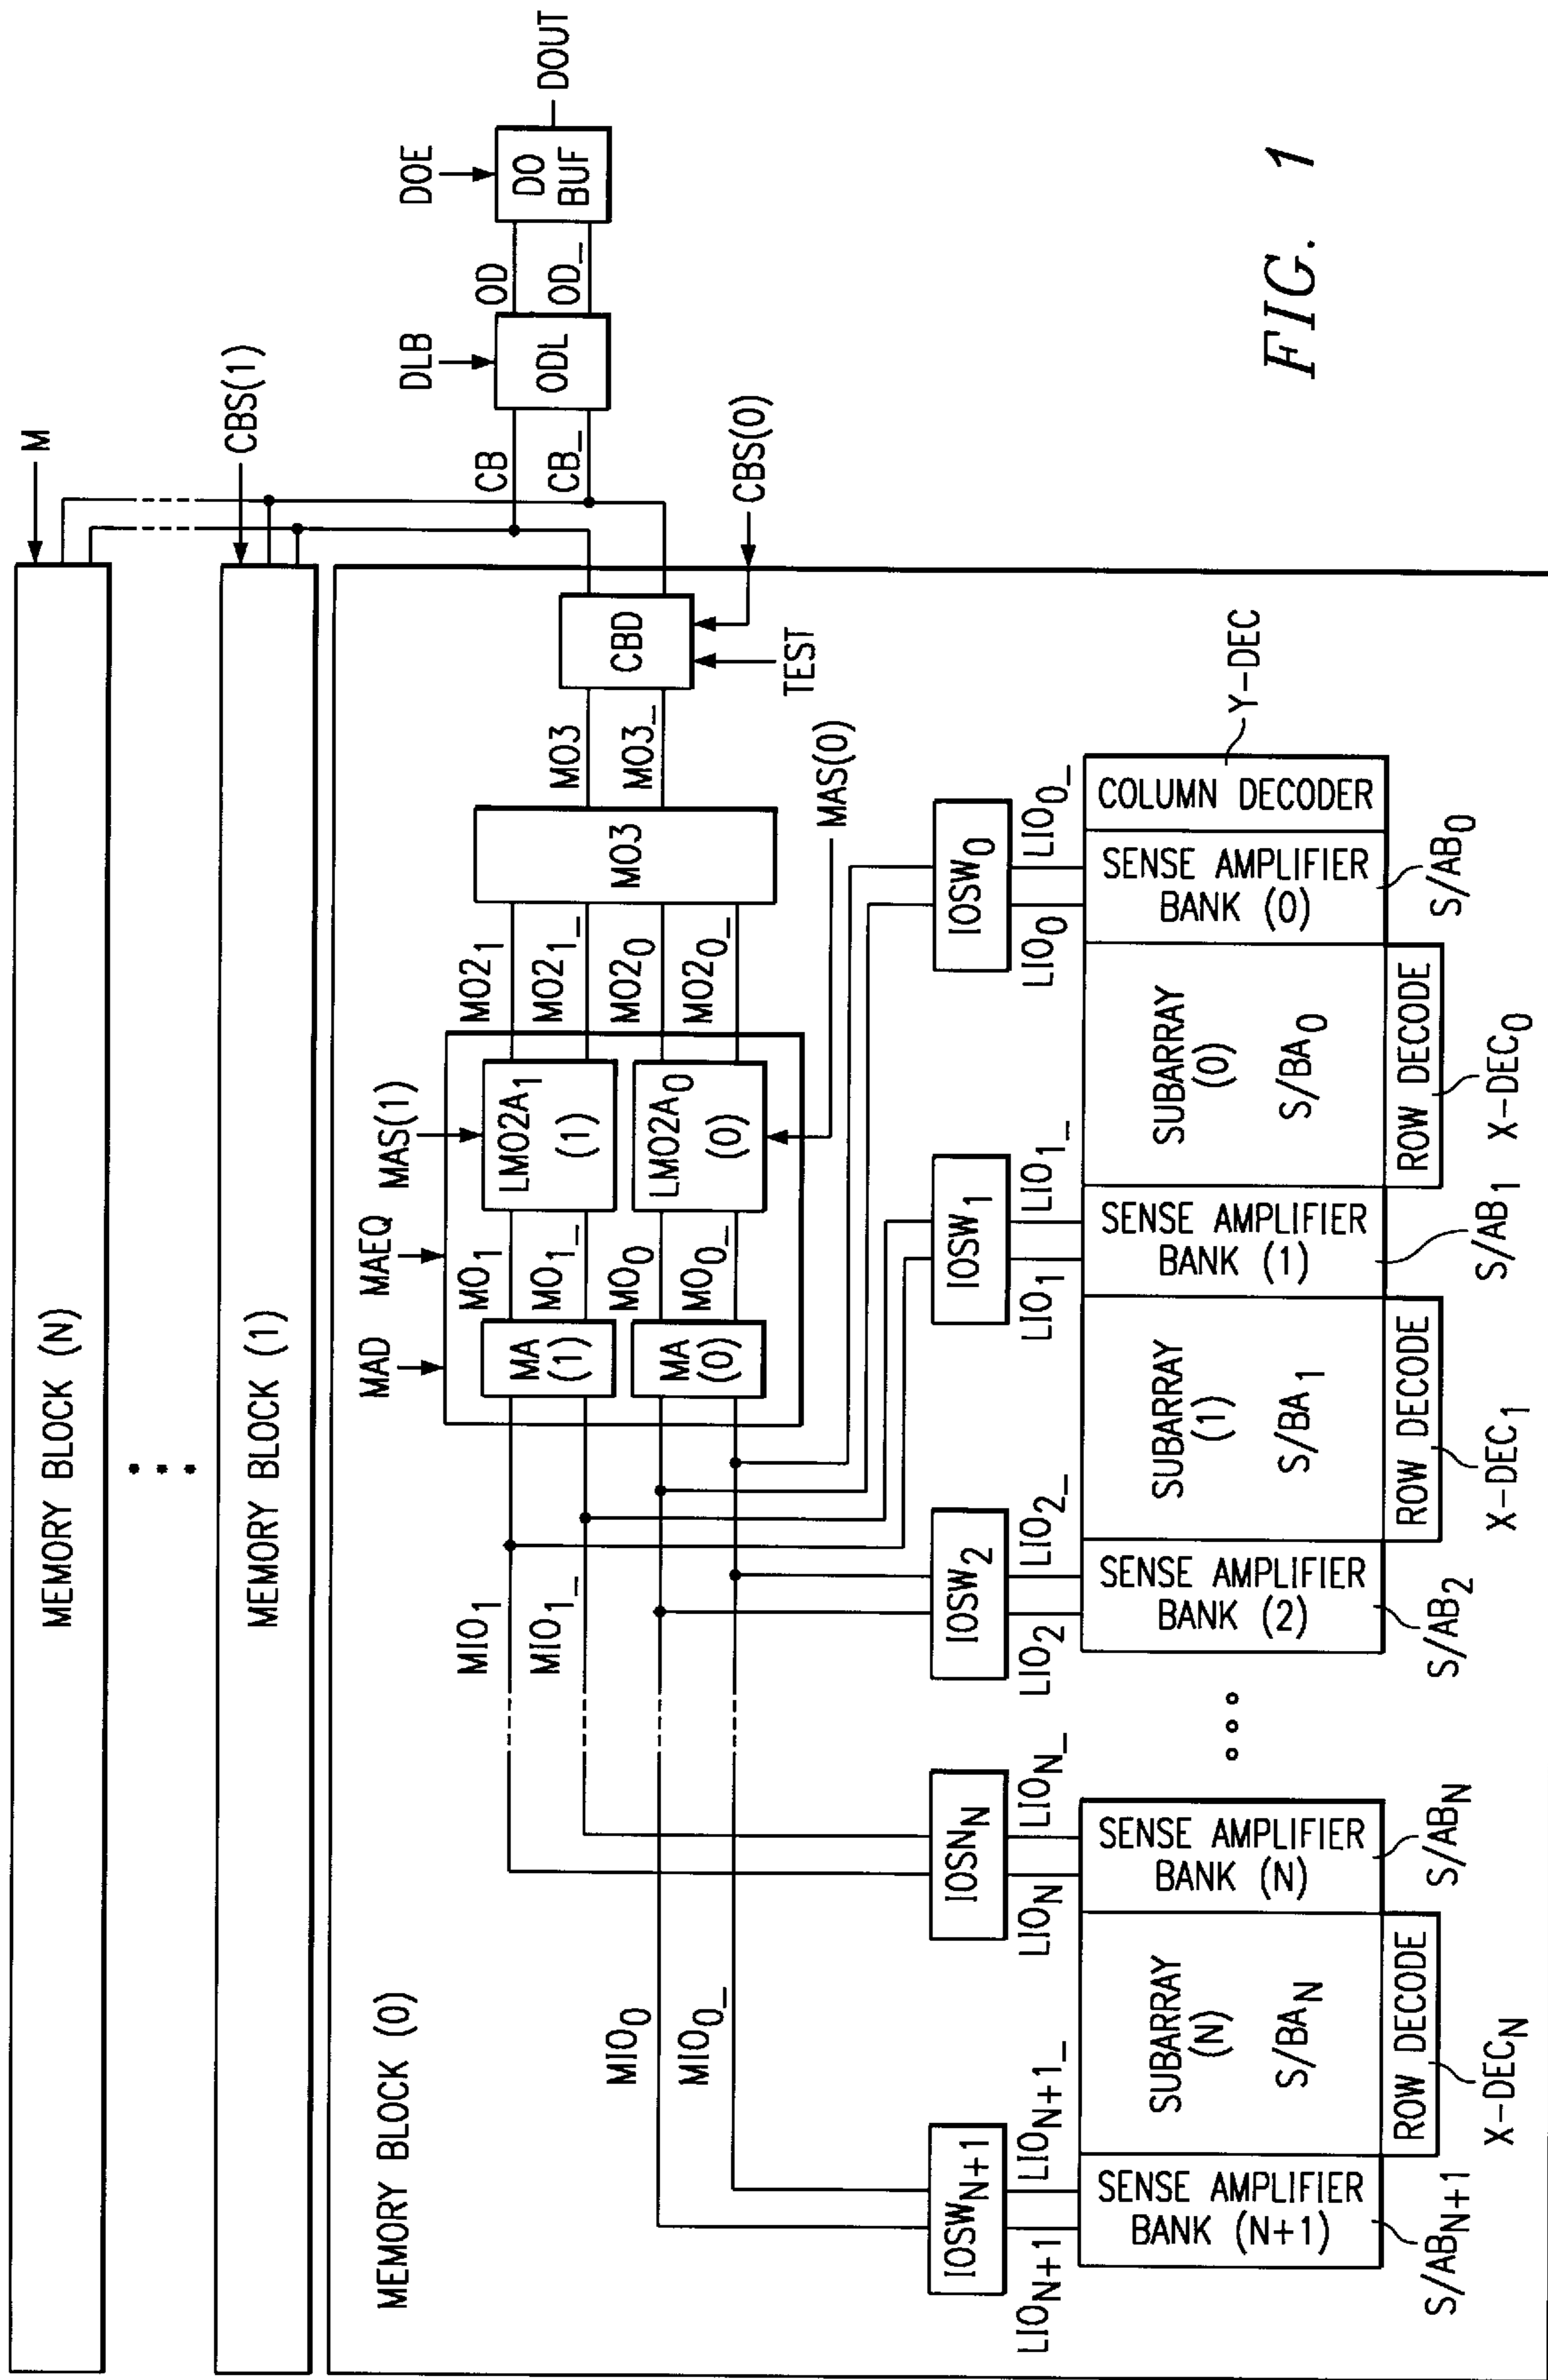 MEMORY BLOCK (N)
M
MEMORY BLOCK (1)
CBS(1)
MEMORY BLOCK (0)
DLB
DOE
CB
CB_
ODL
OD
OD_
DO
BUF
DOUT
MAD
MAEQ
MAS(1)
MIO1
MIO1_
MIO0
MIO0_
MA
(1)
MO1
MO1_
LMO2A1
(1)
MO21
MO21_
MA
(0)
MO0
MO0_
LMO2A0
(0)
MO20
MO20_
MO3
MO3
MO3_
CBD
TEST
CBS(0)
MAS(0)
IOSWN+1
IOSNN
IOSW2
IOSW1
IOSW0
LION+1
LION+1_
LION
LION_
LIO2
LIO2_
LIO1
LIO1_
LIO0
LIO0_
SENSE AMPLIFIER
BANK (N+1)
SUBARRAY
(N)
S/BAN
SENSE AMPLIFIER
BANK (N)
SENSE AMPLIFIER
BANK (2)
SUBARRAY
(1)
S/BA1
SENSE AMPLIFIER
BANK (1)
SUBARRAY
(0)
S/BA0
SENSE AMPLIFIER
BANK (0)
COLUMN DECODER
Y-DEC
ROW DECODE
ROW DECODE
ROW DECODE
S/ABN+1
X-DECN
S/ABN
S/AB2
X-DEC1
S/AB1
X-DEC0
S/AB0
FIG. 1